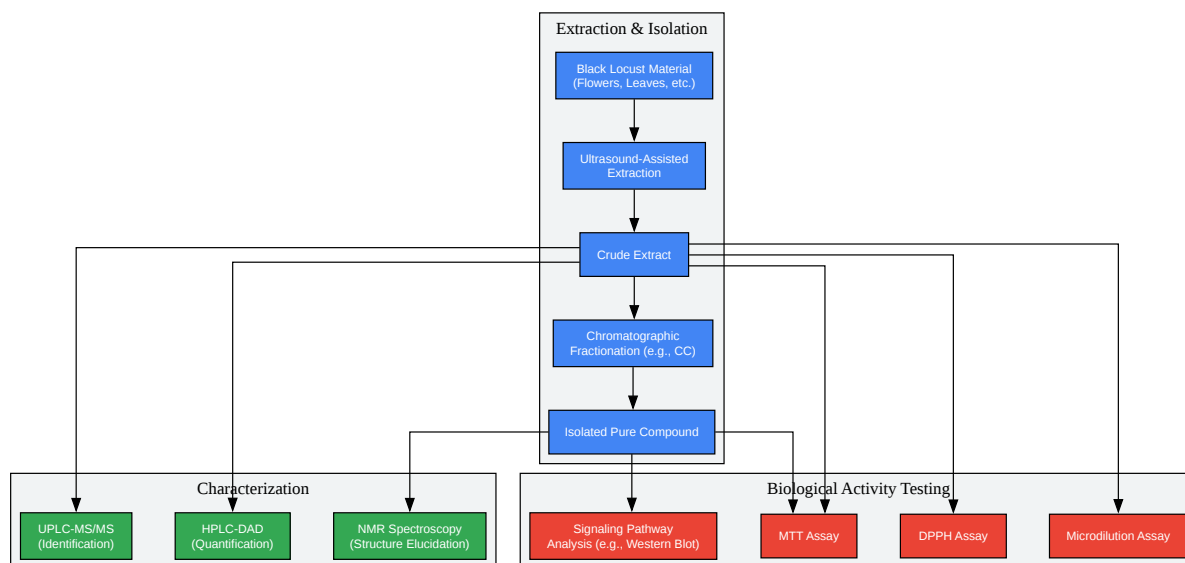 Extraction & Isolation
Black Locust Material
(Flowers, Leaves, etc.)
Ultrasound-Assisted
Extraction
Crude Extract
Chromatographic
Fractionation (e.g., CC)
Isolated Pure Compound
Characterization
UPLC-MS/MS
(Identification)
HPLC-DAD
(Quantification)
NMR Spectroscopy
(Structure Elucidation)
Biological Activity Testing
Signaling Pathway
Analysis (e.g., Western Blot)
MTT Assay
DPPH Assay
Microdilution Assay